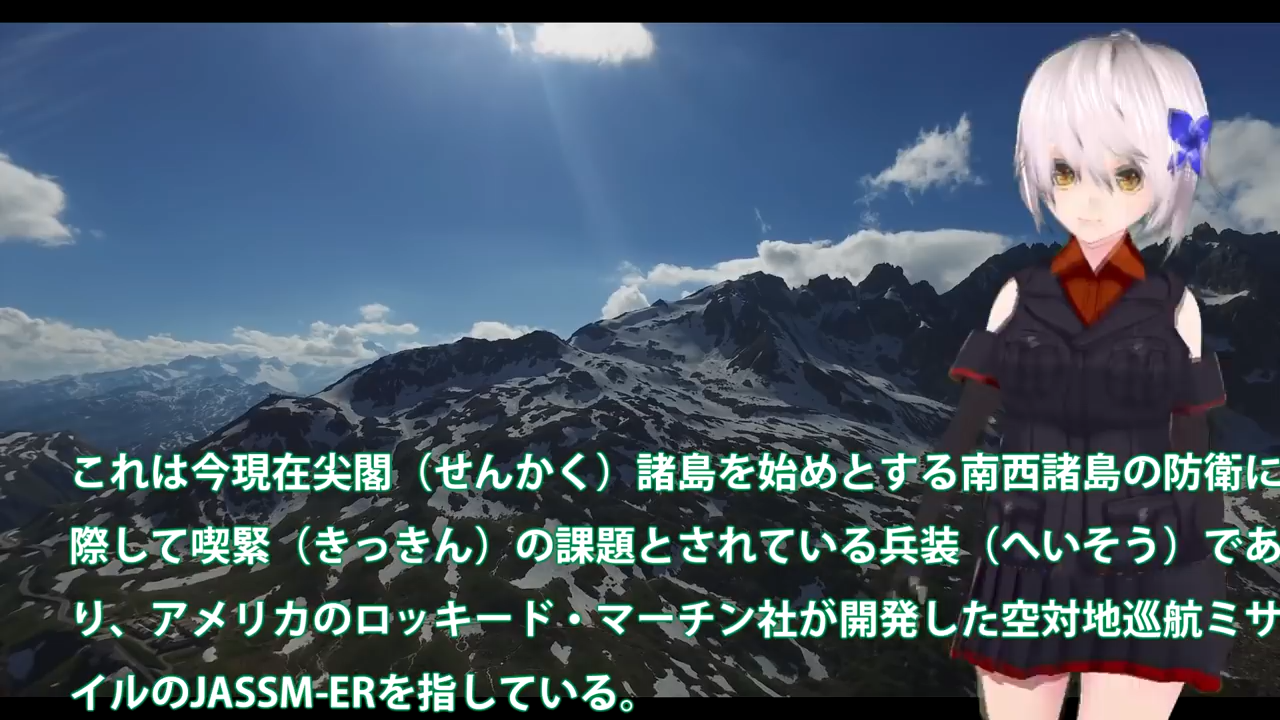 これは今現在尖閣（せんかく）諸島を始めとする南西諸島の防衛に
際して喫緊（きっきん）の課題とされている兵装（へいそう）であ
り、アメリカのロッキード・マーチン社が開発した空対地巡航ミサ
イルのJASSM-ERを指している。